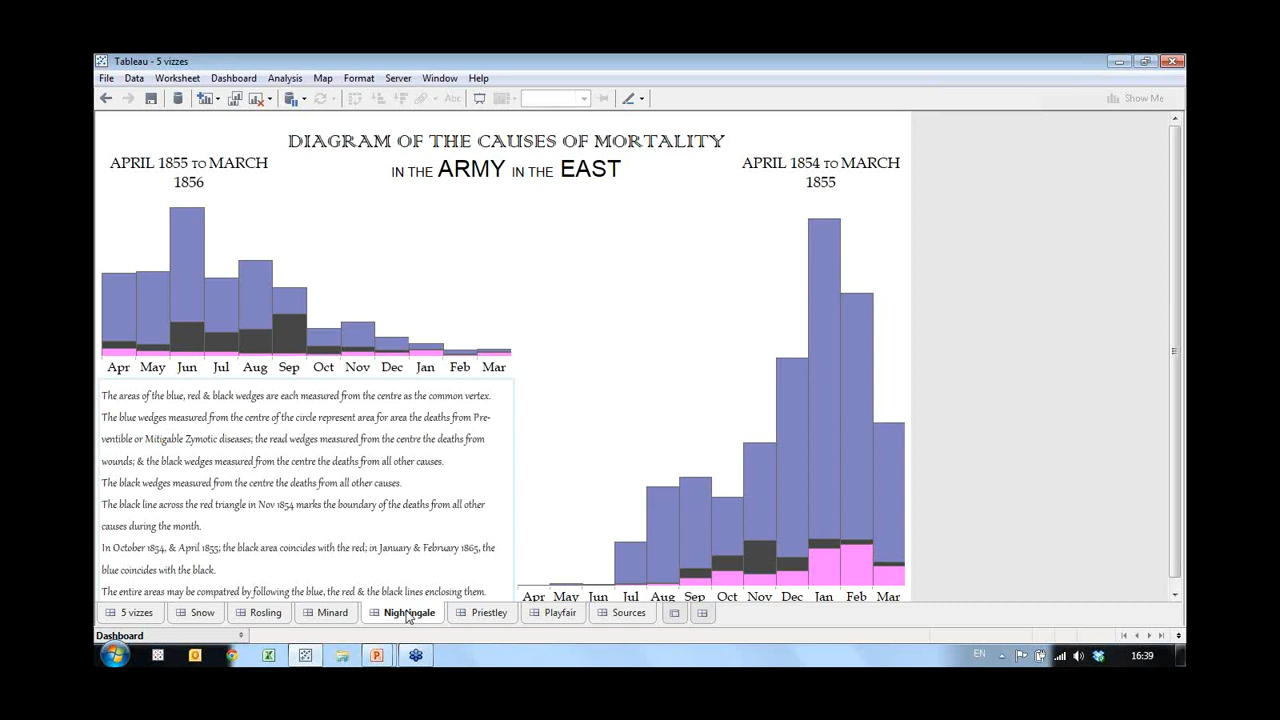 Tableau - 5 vizzes
File Data Worksheet Dashboard Analysis Map Format Server Window Help
Abc
Show Me
DIAGRAM OF THE CAUSES OF MORTALITY
IN THE ARMY IN THE EAST
APRIL 1855 TO MARCH
1856
APRIL 1854 TO MARCH
1855
Apr May Jun Jul Aug Sep Oct Nov Dec Jan Feb Mar
The areas of the blue, red & black wedges are each measured from the centre as the common vertex.
The blue wedges measured from the centre of the circle represent area for area the deaths from Pre-
ventible or Mitigable Zymotic diseases; the read wedges measured from the centre the deaths from
wounds; & the black wedges measured from the centre the deaths from all other causes.
The black wedges measured from the centre the deaths from all other causes.
The black line across the red triangle in Nov 1854 marks the boundary of the deaths from all other
causes during the month.
In October 1854, & April 1855; the black area coincides with the red; in January & February 1865, the
blue coincides with the black.
The entire areas may be compatred by following the blue, the red & the black lines enclosing them.
Apr May Jun Jul Aug Sep Oct Nov Dec Jan Feb Mar
5 vizzes Snow Rosling Minard Nightingale Priestley Playfair Sources
Dashboard
EN 16:39